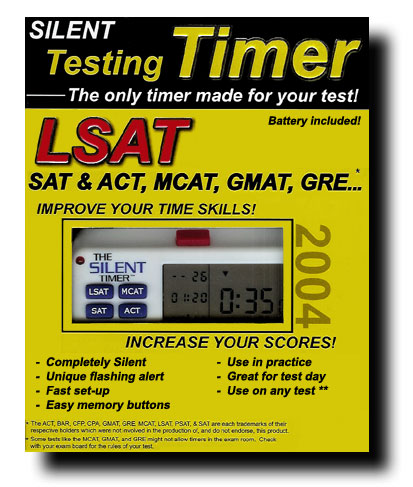 SILENT
Testing Timer
The only timer made for your test!
Battery included!
LSAT
SAT & ACT, MCAT, GMAT, GRE...*
IMPROVE YOUR TIME SKILLS!
2004
THE
SILENT
TIMER™
LSAT MCAT
SAT ACT
-- 26
01:20
0:35
INCREASE YOUR SCORES!
- Completely Silent
- Unique flashing alert
- Fast set-up
- Easy memory buttons
- Use in practice
- Great for test day
- Use on any test **
* The ACT, BAR, CFP, CPA, GMAT, GRE, MCAT, LSAT, PSAT, & SAT are each trademarks of their
respective holders which were not involved in the production of, and do not endorse, this product.
* Some tests like the MCAT, GMAT, and GRE might not allow timers in the exam room. Check
with your exam board for the rules of your test.